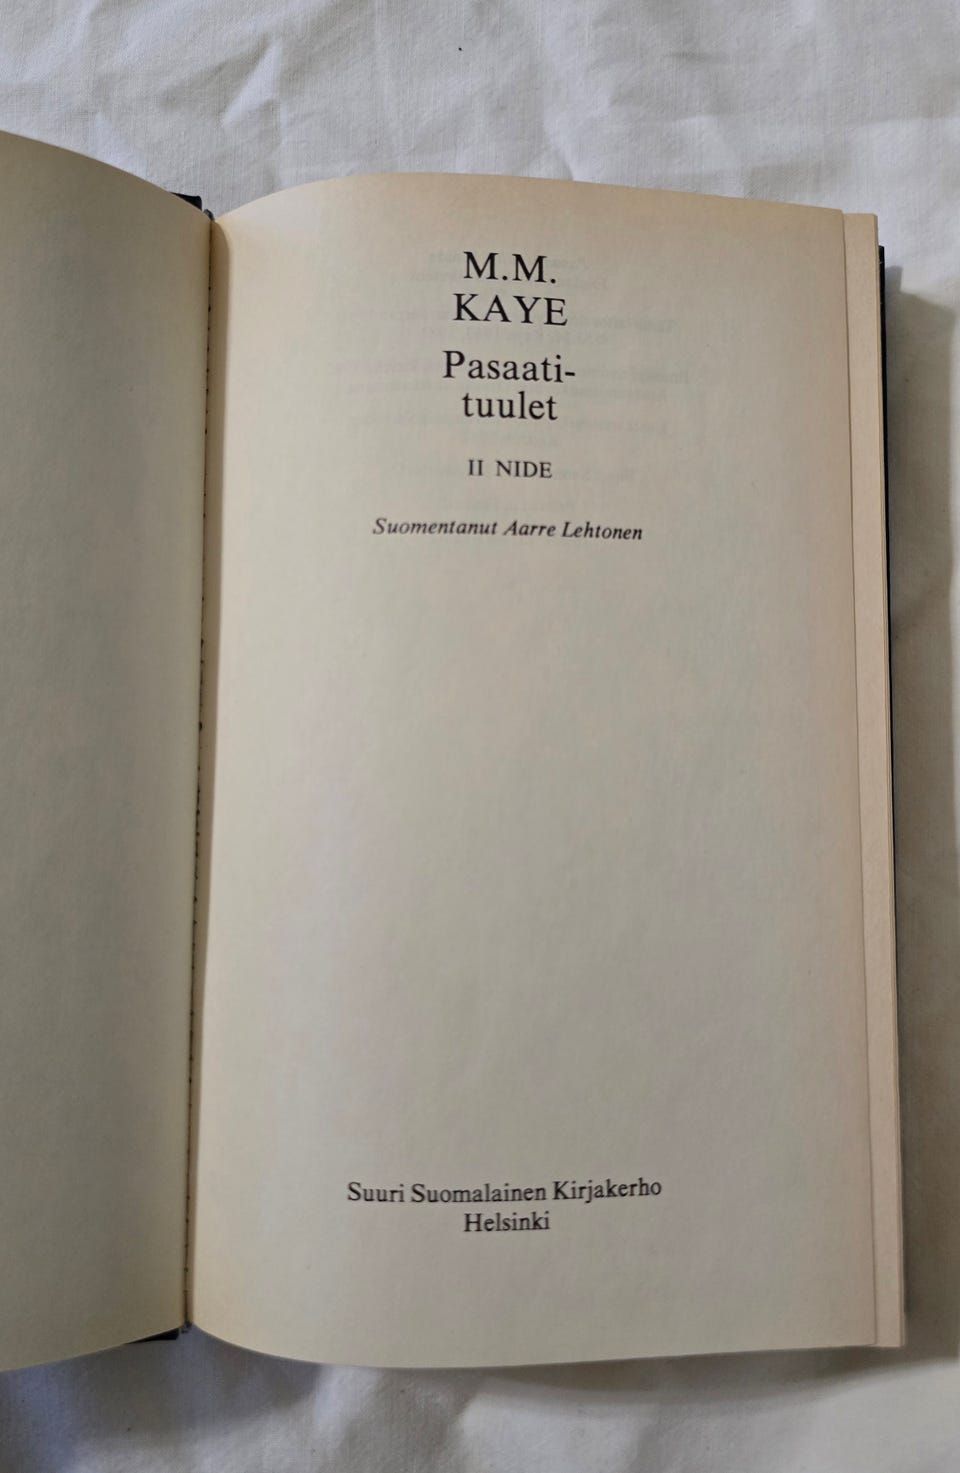 M.M.
KAYE
Pasaati-
tuulet
II NIDE
Suomentanut Aarre Lehtonen
Suuri Suomalainen Kirjakerho
Helsinki